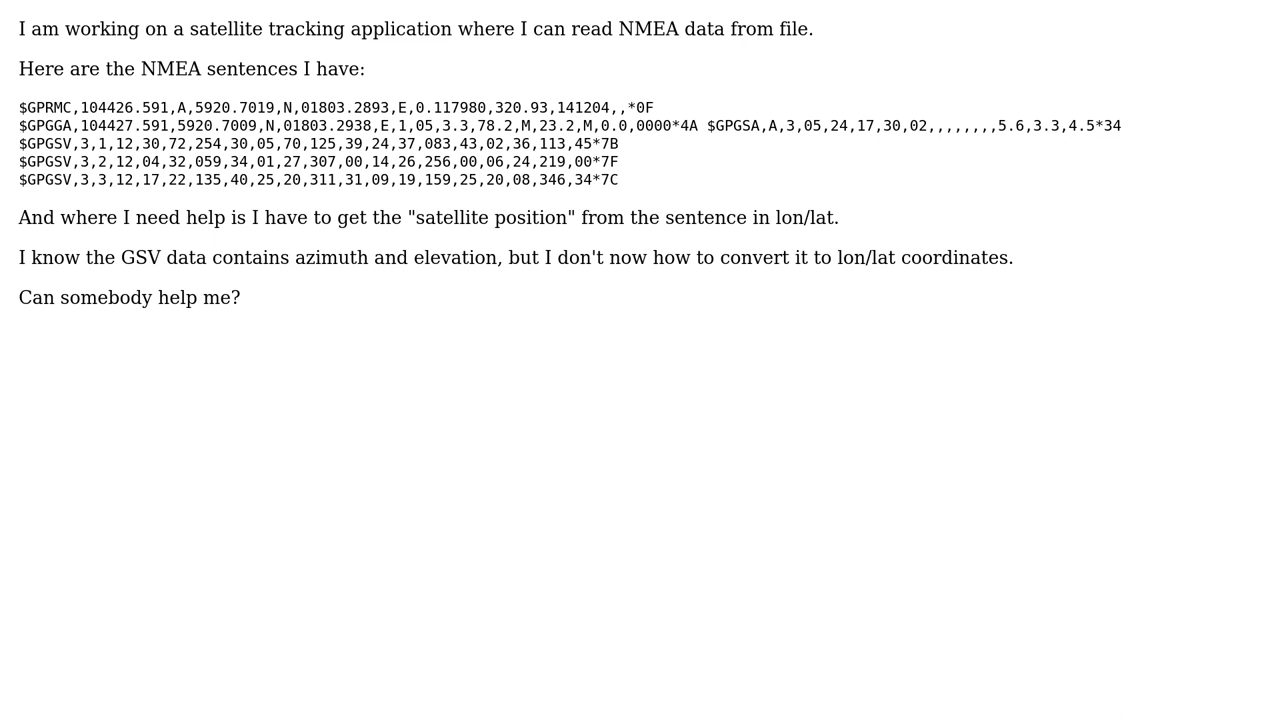 I am working on a satellite tracking application where I can read NMEA data from file.
Here are the NMEA sentences I have:
$GPRMC,104426.591,A,5920.7019,N,01803.2893,E,0.117980,320.93,141204,,*0F
$GPGGA,104427.591,5920.7009,N,01803.2938,E,1,05,3.3,78.2,M,23.2,M,0.0,0000*4A $GPGSA,A,3,05,24,17,30,02,,,,,,,,5.6,3.3,4.5*34
$GPGSV,3,1,12,30,72,254,30,05,70,125,39,24,37,083,43,02,36,113,45*7B
$GPGSV,3,2,12,04,32,059,34,01,27,307,00,14,26,256,00,06,24,219,00*7F
$GPGSV,3,3,12,17,22,135,40,25,20,311,31,09,19,159,25,20,08,346,34*7C
And where I need help is I have to get the "satellite position" from the sentence in lon/lat.
I know the GSV data contains azimuth and elevation, but I don't now how to convert it to lon/lat coordinates.
Can somebody help me?